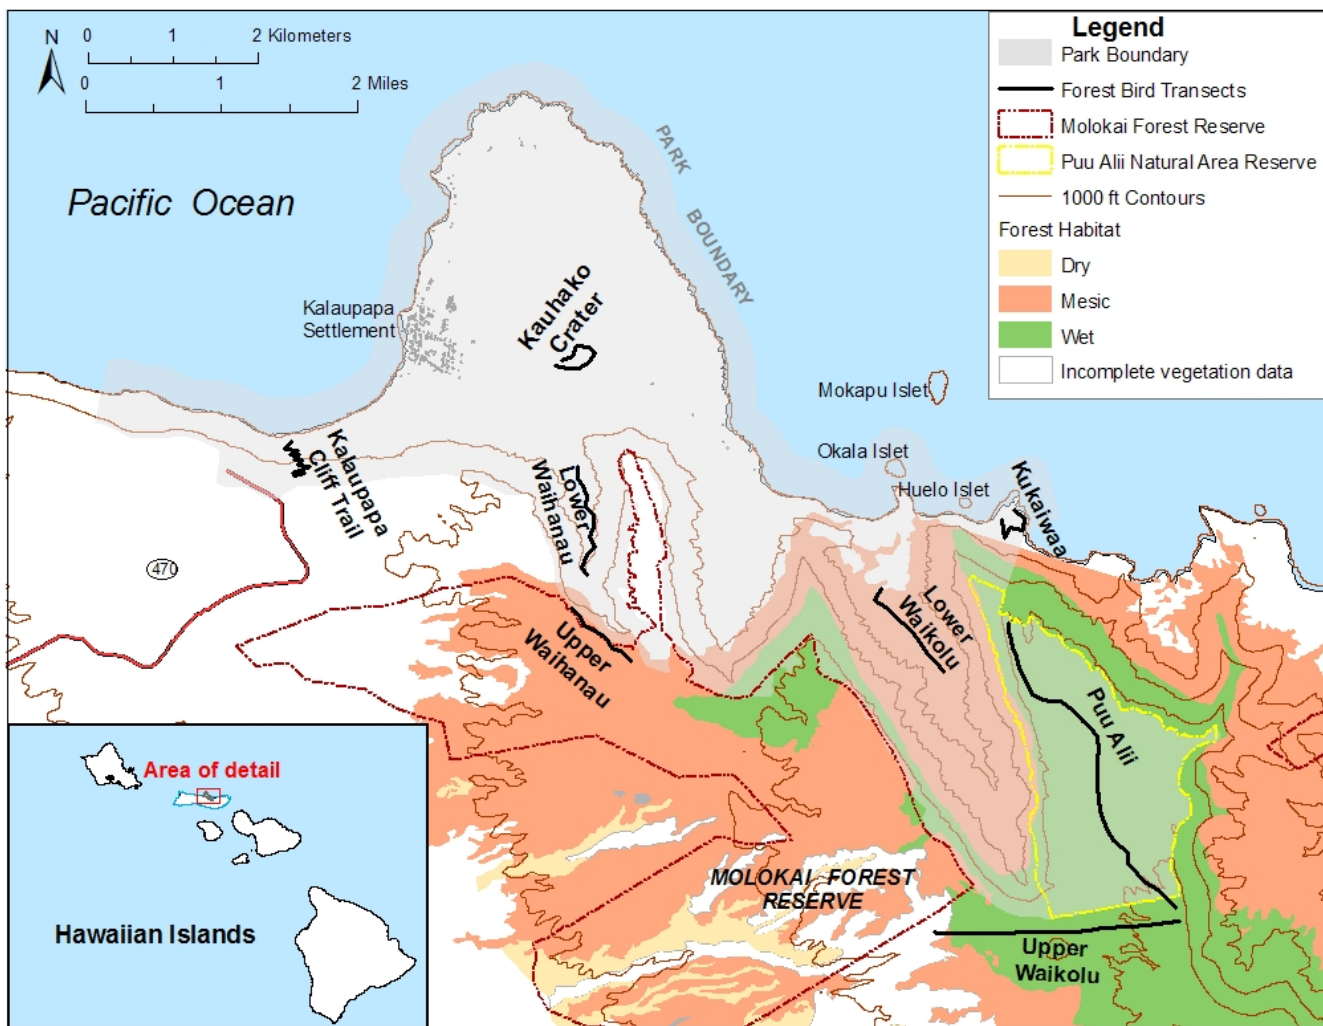 N
0 1 2 Kilometers
0 1 2 Miles
Pacific Ocean
PARK BOUNDARY
Legend
Park Boundary
Forest Bird Transects
Molokai Forest Reserve
Puu Alii Natural Area Reserve
1000 ft Contours
Forest Habitat
Dry
Mesic
Wet
Incomplete vegetation data
Kalaupapa
Settlement
Kauhako
Crater
Mokapu Islet
Okala Islet
Huelo Islet
Kukaiwaa
Kalaupapa
Cliff Trail
Lower
Waihanau
470
Upper
Waihanau
Lower
Waikolu
Puu Alii
MOLOKAI FOREST
RESERVE
Upper
Waikolu
Area of detail
Hawaiian Islands